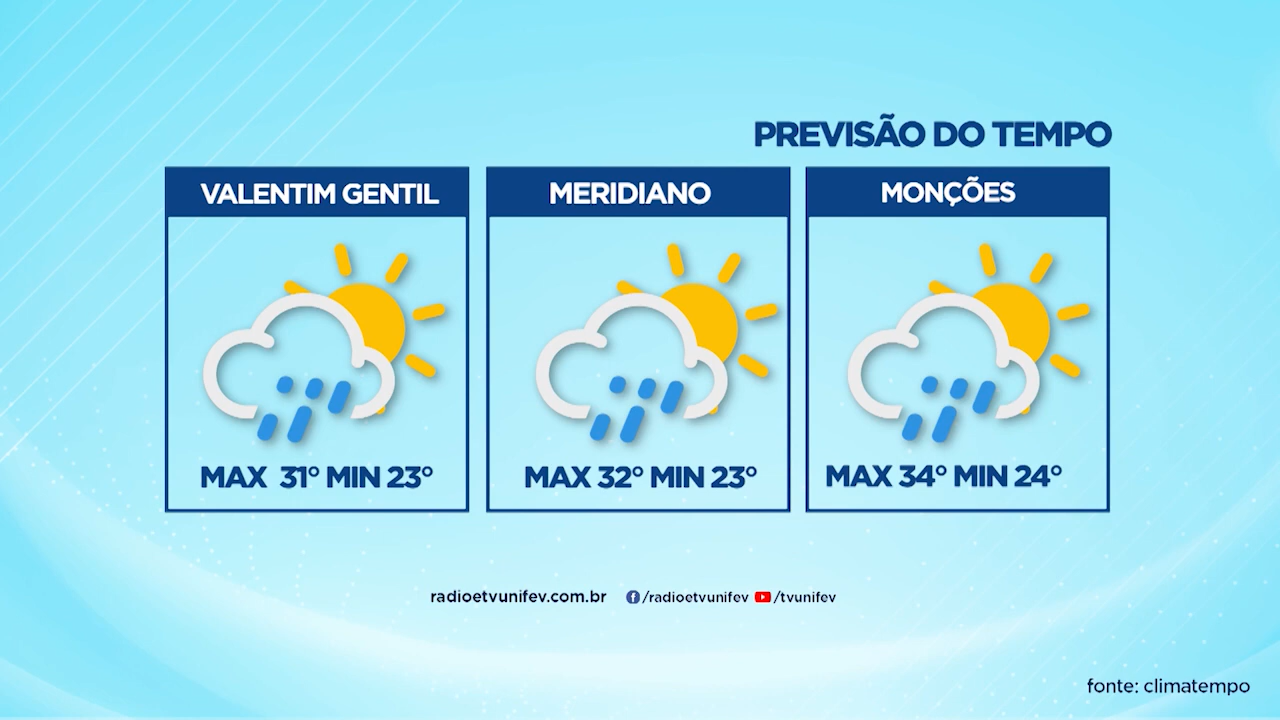 PREVISÃO DO TEMPO
VALENTIM GENTIL
MAX 31° MIN 23°
MERIDIANO
MAX 32° MIN 23°
MONÇÕES
MAX 34° MIN 24°
radioetvunifev.com.br /radioetvunifev /tvunifev
fonte: climatempo